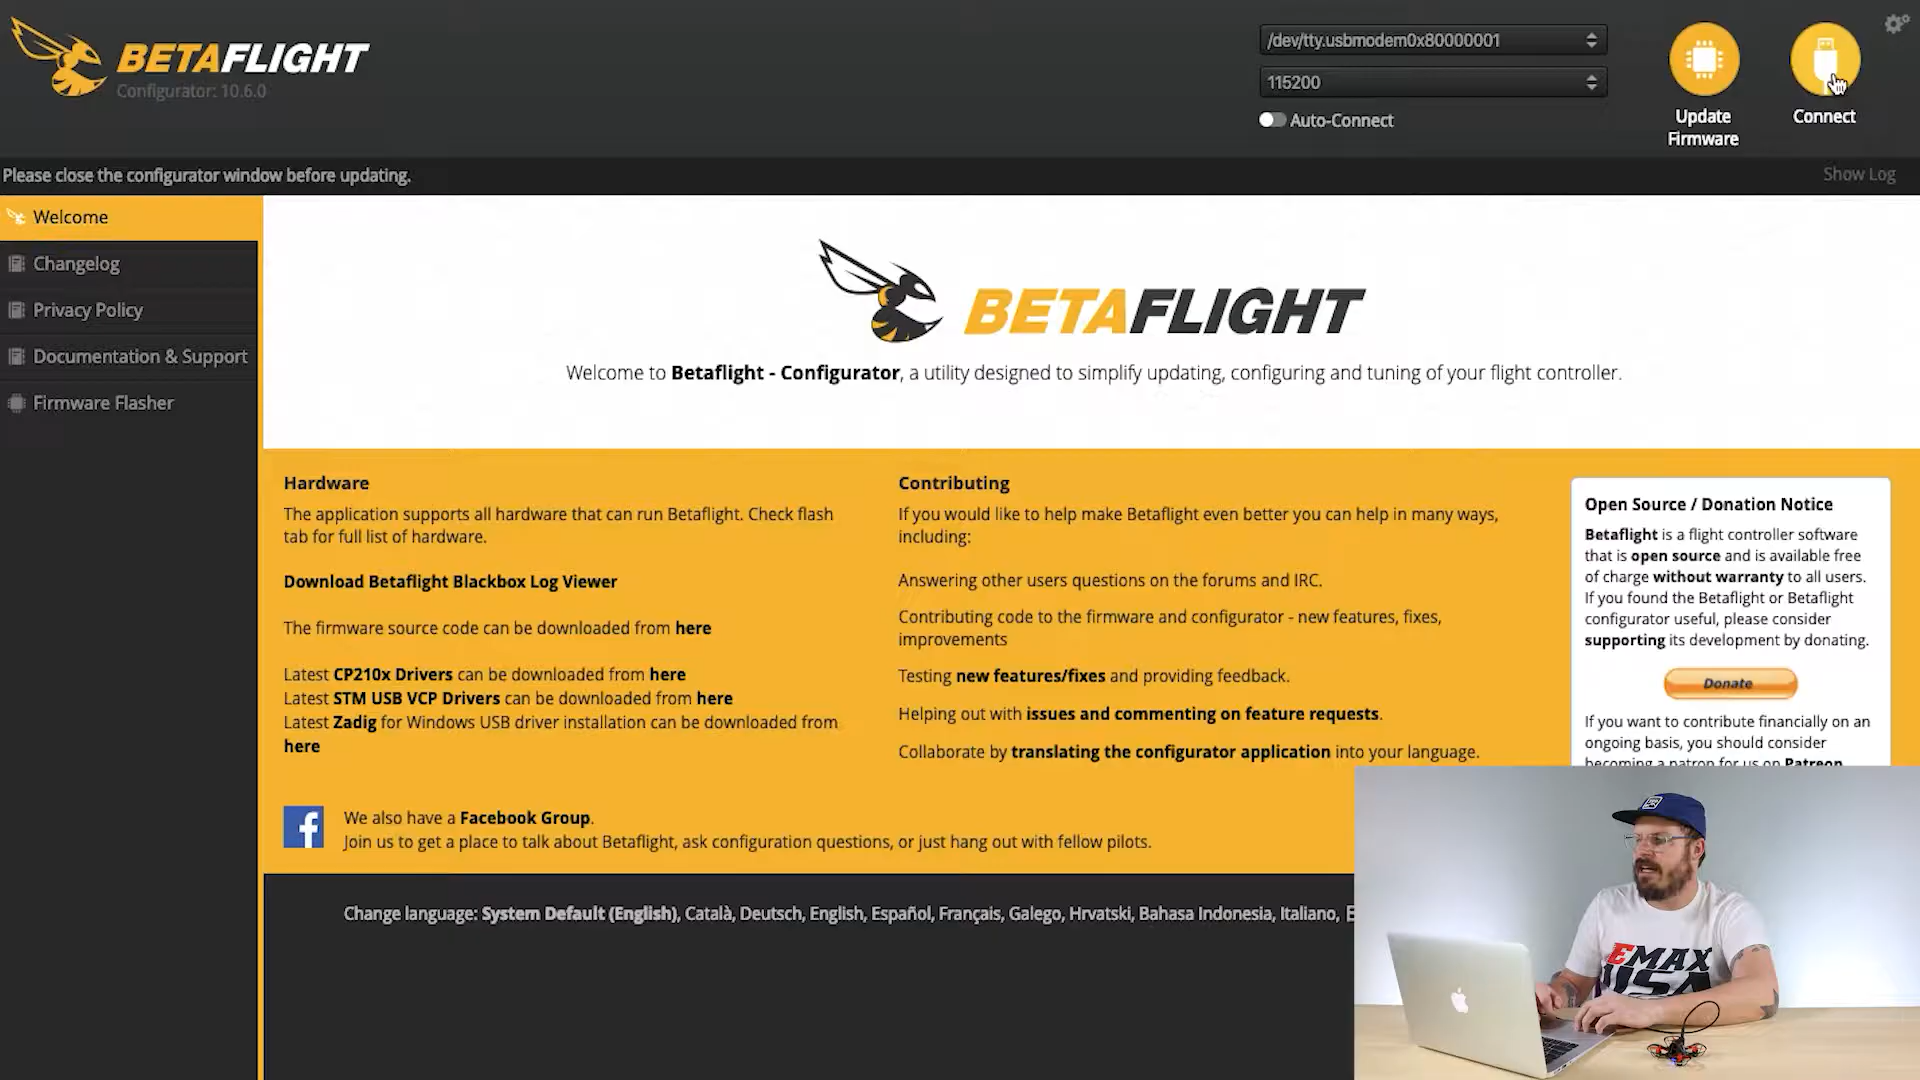 BETAFLIGHT
Configurator: 10.6.0
/dev/tty.usbmodem0x80000001
115200
Auto-Connect
Update
Firmware
Connect
Please close the configurator window before updating.
Show Log
Welcome
Changelog
Privacy Policy
Documentation & Support
Firmware Flasher
BETAFLIGHT
Welcome to Betaflight - Configurator, a utility designed to simplify updating, configuring and tuning of your flight controller.
Hardware
The application supports all hardware that can run Betaflight. Check flash
tab for full list of hardware.
Download Betaflight Blackbox Log Viewer
The firmware source code can be downloaded from here
Latest CP210x Drivers can be downloaded from here
Latest STM USB VCP Drivers can be downloaded from here
Latest Zadig for Windows USB driver installation can be downloaded from
here
Contributing
If you would like to help make Betaflight even better you can help in many ways,
including:
Answering other users questions on the forums and IRC.
Contributing code to the firmware and configurator - new features, fixes,
improvements
Testing new features/fixes and providing feedback.
Helping out with issues and commenting on feature requests.
Collaborate by translating the configurator application into your language.
Open Source / Donation Notice
Betaflight is a flight controller software
that is open source and is available free
of charge without warranty to all users.
If you found the Betaflight or Betaflight
configurator useful, please consider
supporting its development by donating.
Donate
If you want to contribute financially on an
ongoing basis, you should consider
becoming a patron for us on Patreon
We also have a Facebook Group.
Join us to get a place to talk about Betaflight, ask configuration questions, or just hang out with fellow pilots.
Change language: System Default (English), Català, Deutsch, English, Español, Français, Galego, Hrvatski, Bahasa Indonesia, Italiano,
EMAX
USA